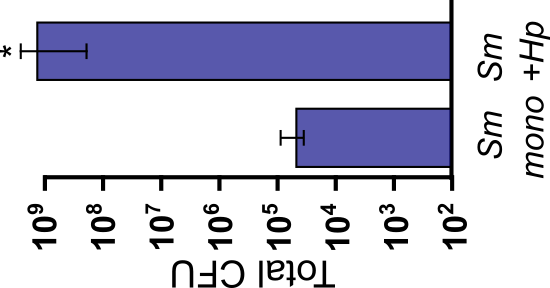 *
10⁹
10⁸
10⁷
10⁶
10⁵
10⁴
10³
10²
Total CFU
Sm
mono
Sm
+Hp